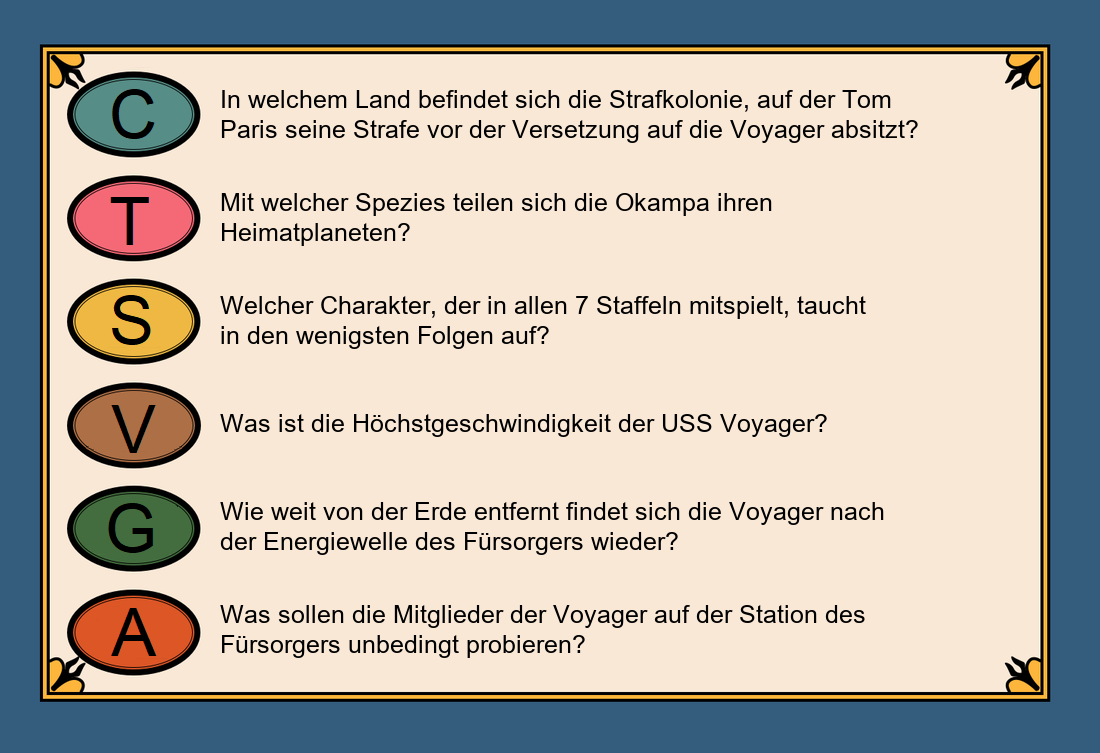 C
In welchem Land befindet sich die Strafkolonie, auf der Tom
Paris seine Strafe vor der Versetzung auf die Voyager absitzt?
T
Mit welcher Spezies teilen sich die Okampa ihren
Heimatplaneten?
S
Welcher Charakter, der in allen 7 Staffeln mitspielt, taucht
in den wenigsten Folgen auf?
V
Was ist die Höchstgeschwindigkeit der USS Voyager?
G
Wie weit von der Erde entfernt findet sich die Voyager nach
der Energiewelle des Fürsorgers wieder?
A
Was sollen die Mitglieder der Voyager auf der Station des
Fürsorgers unbedingt probieren?